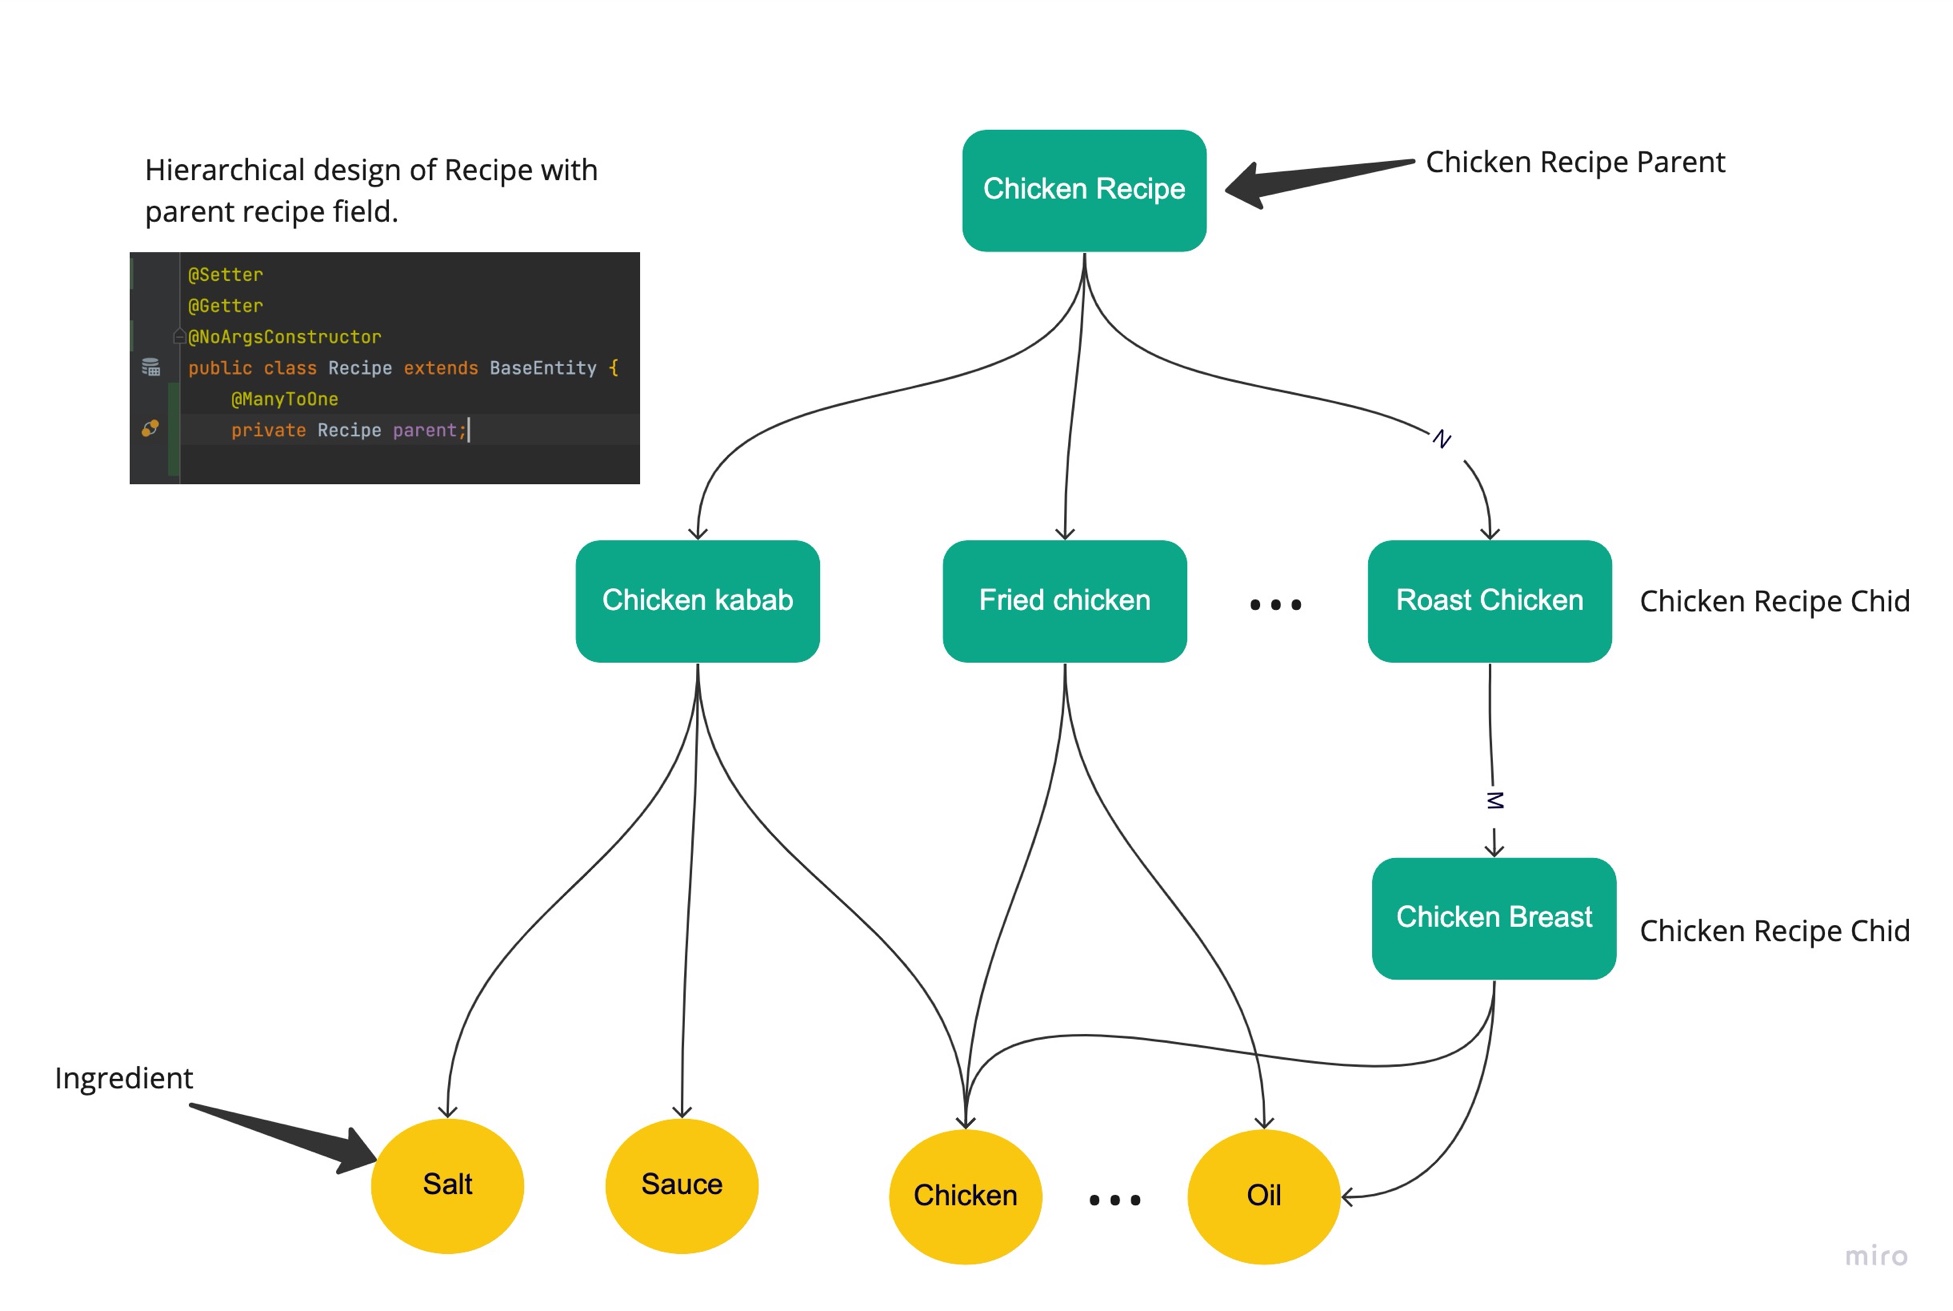 Hierarchical design of Recipe with
parent recipe field.
@Setter
@Getter
@NoArgsConstructor
public class Recipe extends BaseEntity {
@ManyToOne
private Recipe parent;
Chicken Recipe
Chicken Recipe Parent
N
Chicken kabab
Fried chicken
...
Roast Chicken
Chicken Recipe Chid
M
Chicken Breast
Chicken Recipe Chid
Ingredient
Salt
Sauce
Chicken
...
Oil
miro